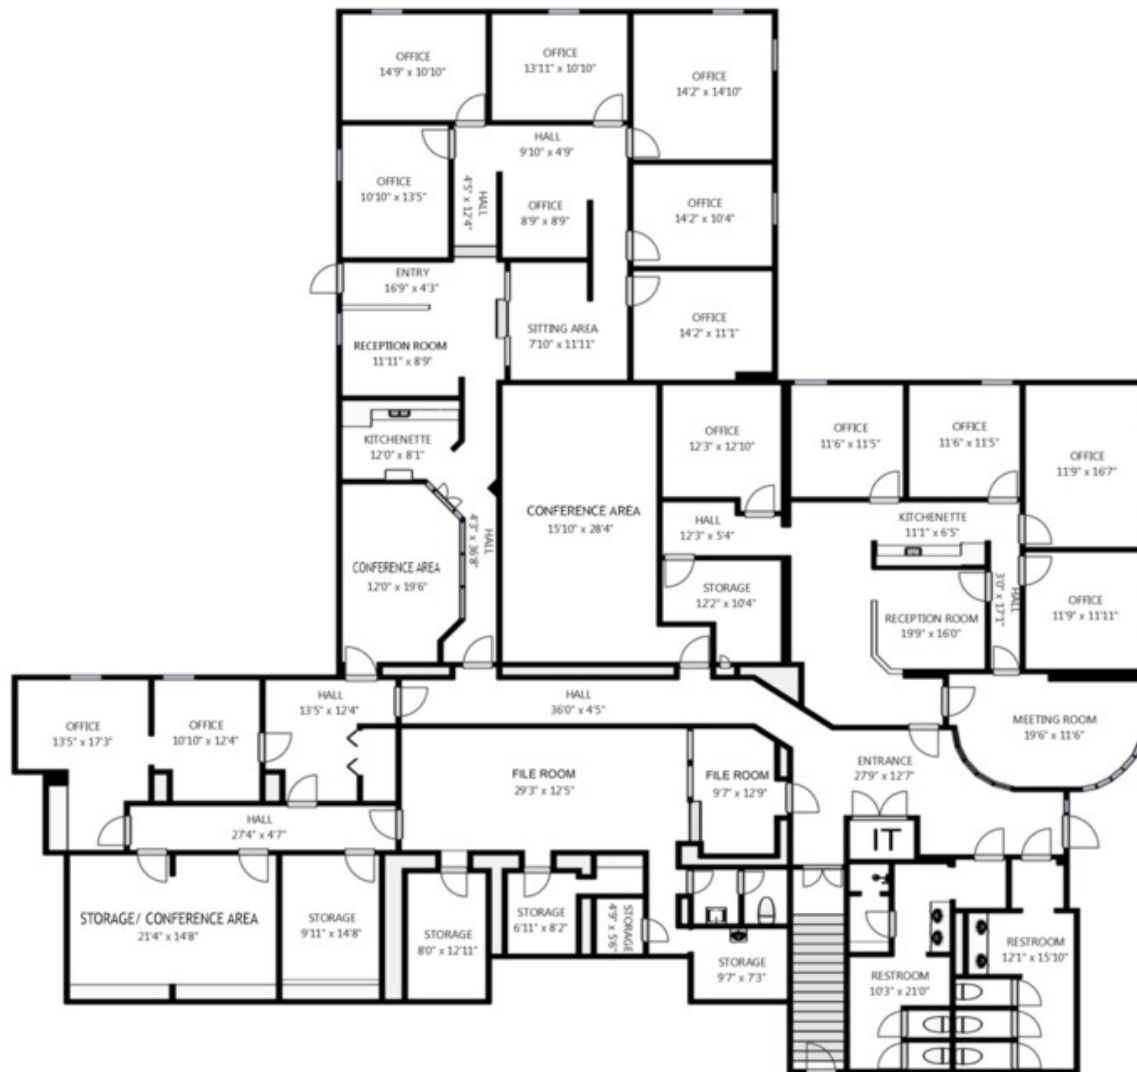 OFFICE
14'9" x 10'10"
OFFICE
13'11" x 10'10"
OFFICE
14'2" x 14'10"
HALL
9'10" x 4'9"
OFFICE
10'10" x 13'5"
HALL
4'5" x 12'4"
OFFICE
8'9" x 8'9"
OFFICE
14'2" x 10'4"
ENTRY
16'9" x 4'3"
SITTING AREA
7'10" x 11'11"
OFFICE
14'2" x 11'1"
RECEPTION ROOM
11'11" x 8'9"
KITCHENETTE
12'0" x 8'1"
OFFICE
12'3" x 12'10"
OFFICE
11'6" x 11'5"
OFFICE
11'6" x 11'5"
OFFICE
11'9" x 16'7"
CONFERENCE AREA
15'10" x 28'4"
HALL
12'3" x 5'4"
KITCHENETTE
11'1" x 6'5"
HALL
4'3" x 36'8"
CONFERENCE AREA
12'0" x 19'6"
STORAGE
12'2" x 10'4"
HALL
3'0" x 17'1"
OFFICE
11'9" x 11'11"
RECEPTION ROOM
19'9" x 16'0"
HALL
13'5" x 12'4"
HALL
36'0" x 4'5"
OFFICE
13'5" x 17'3"
OFFICE
10'10" x 12'4"
MEETING ROOM
19'6" x 11'6"
FILE ROOM
29'3" x 12'5"
FILE ROOM
9'7" x 12'9"
ENTRANCE
27'9" x 12'7"
HALL
27'4" x 4'7"
IT
STORAGE/ CONFERENCE AREA
21'4" x 14'8"
STORAGE
9'11" x 14'8"
STORAGE
8'0" x 12'11"
STORAGE
6'11" x 8'2"
STORAGE
4'9" x 5'6"
STORAGE
9'7" x 7'3"
RESTROOM
10'3" x 21'0"
RESTROOM
12'1" x 15'10"